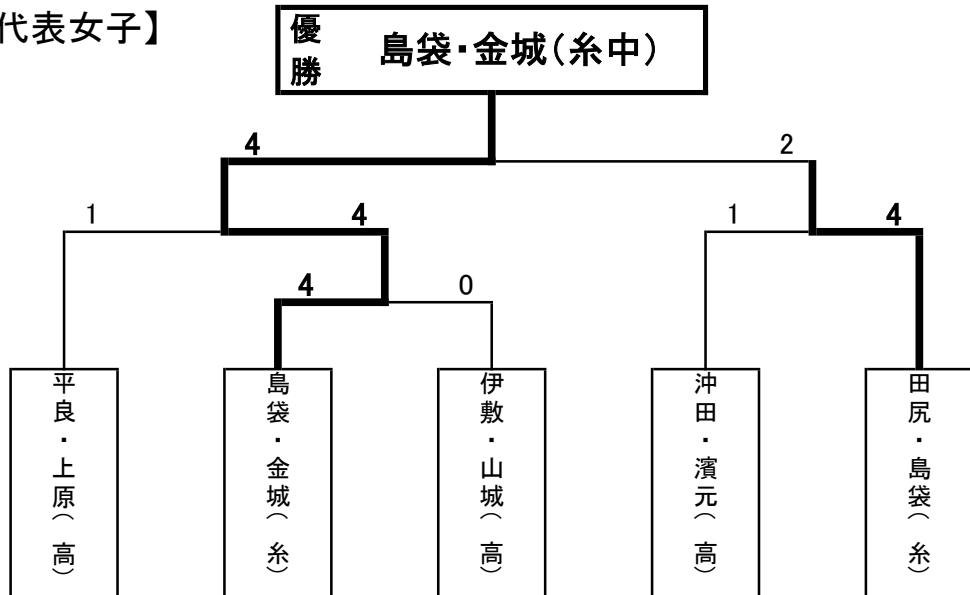 代表女子】
優勝
島袋・金城(糸中)
4
2
1
4
1
4
4
0
平良・上原(高)
島袋・金城(糸)
伊敷・山城(高)
沖田・濱元(高)
田尻・島袋(糸)